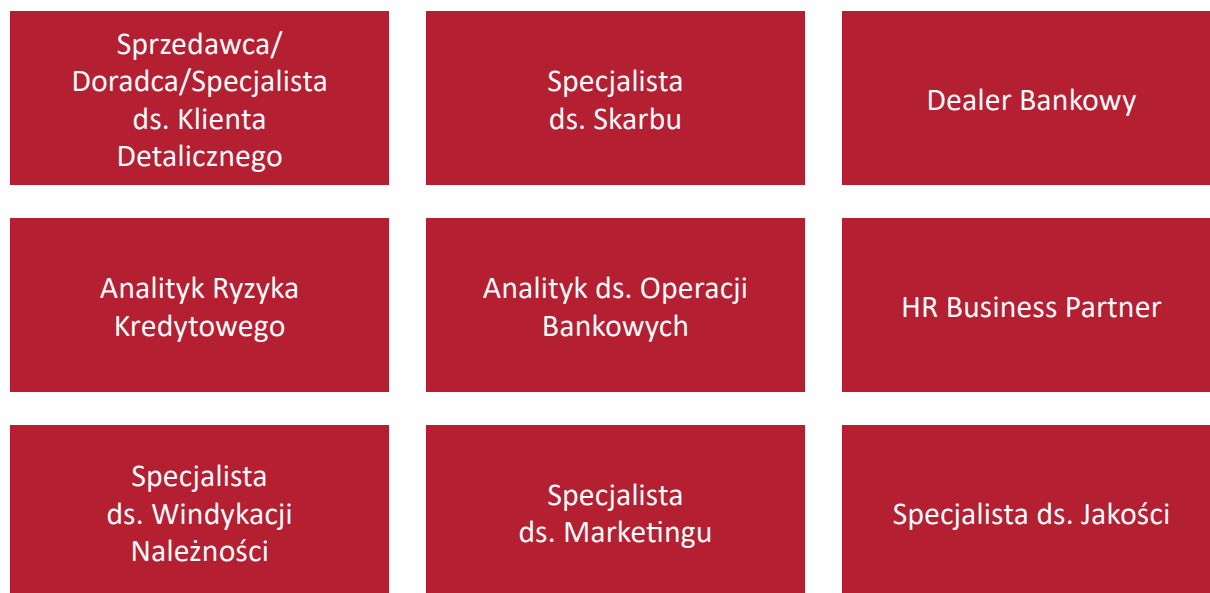 Sprzedawca/
Doradca/Specjalista
ds. Klienta
Detalicznego
Specjalista
ds. Skarbu
Dealer Bankowy
Analityk Ryzyka
Kredytowego
Analityk ds. Operacji
Bankowych
HR Business Partner
Specjalista
ds. Windykacji
Należności
Specjalista
ds. Marketingu
Specjalista ds. Jakości